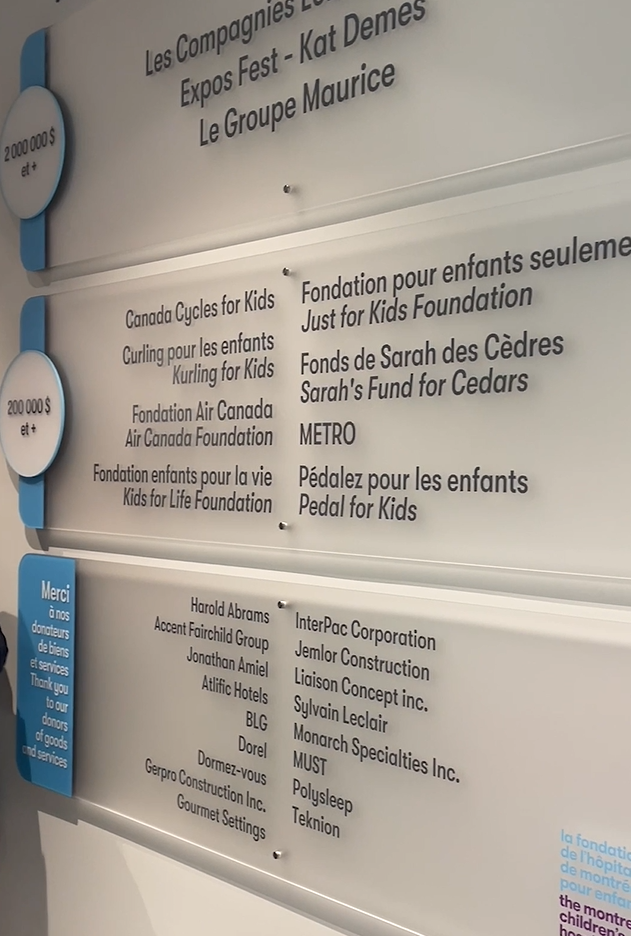 Les Compagnies
Expos Fest - Kat Demes
Le Groupe Maurice
2 000 000 $
et +
Canada Cycles for Kids
Curling pour les enfants
Kurling for Kids
Fondation Air Canada
Air Canada Foundation
Fondation enfants pour la vie
Kids for Life Foundation
Fondation pour enfants seuleme
Just for Kids Foundation
Fonds de Sarah des Cèdres
Sarah's Fund for Cedars
METRO
Pédalez pour les enfants
Pedal for Kids
200 000 $
et +
Merci
à nos
donateurs
de biens
et services
Thank you
to our
donors
of goods
and services
Harold Abrams
Accent Fairchild Group
Jonathan Amiel
Atlific Hotels
BLG
Dorel
Dormez-vous
Gerpro Construction Inc.
Gourmet Settings
InterPac Corporation
Jemlor Construction
Liaison Concept inc.
Sylvain Leclair
Monarch Specialties Inc.
MUST
Polysleep
Teknion
la fondatio
de l'hôpita
de montré
pour enfan
the montre
children's